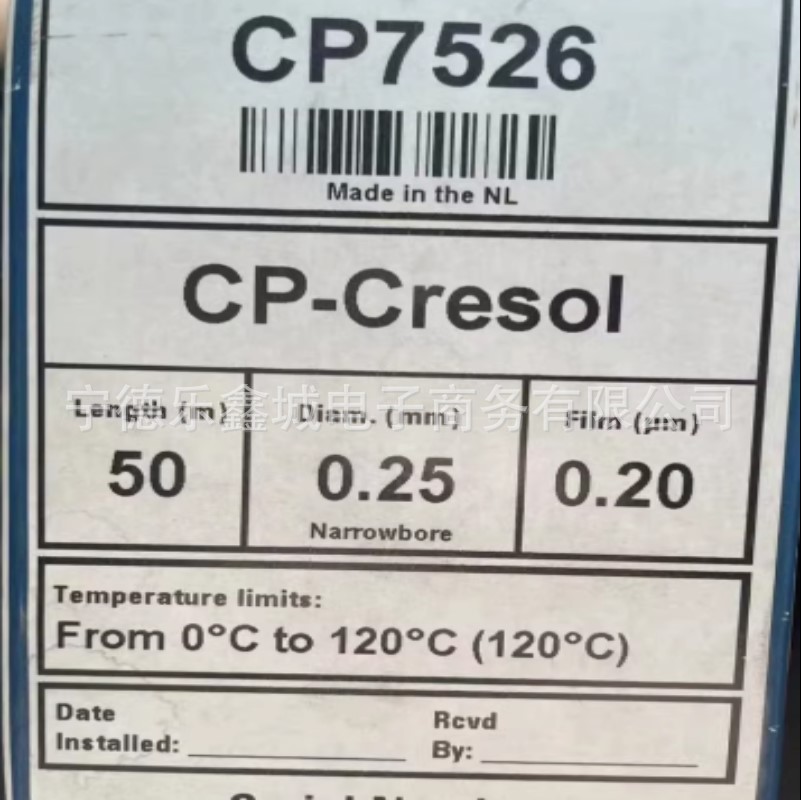 CP7526
Made in the NL
CP-Cresol
宁德乐鑫城电子商务有限公司
Length (m) Diam. (mm) Film (µm)
50 0.25 0.20
Narrowbore
Temperature limits:
From 0°C to 120°C (120°C)
Date Rcvd
Installed: By: